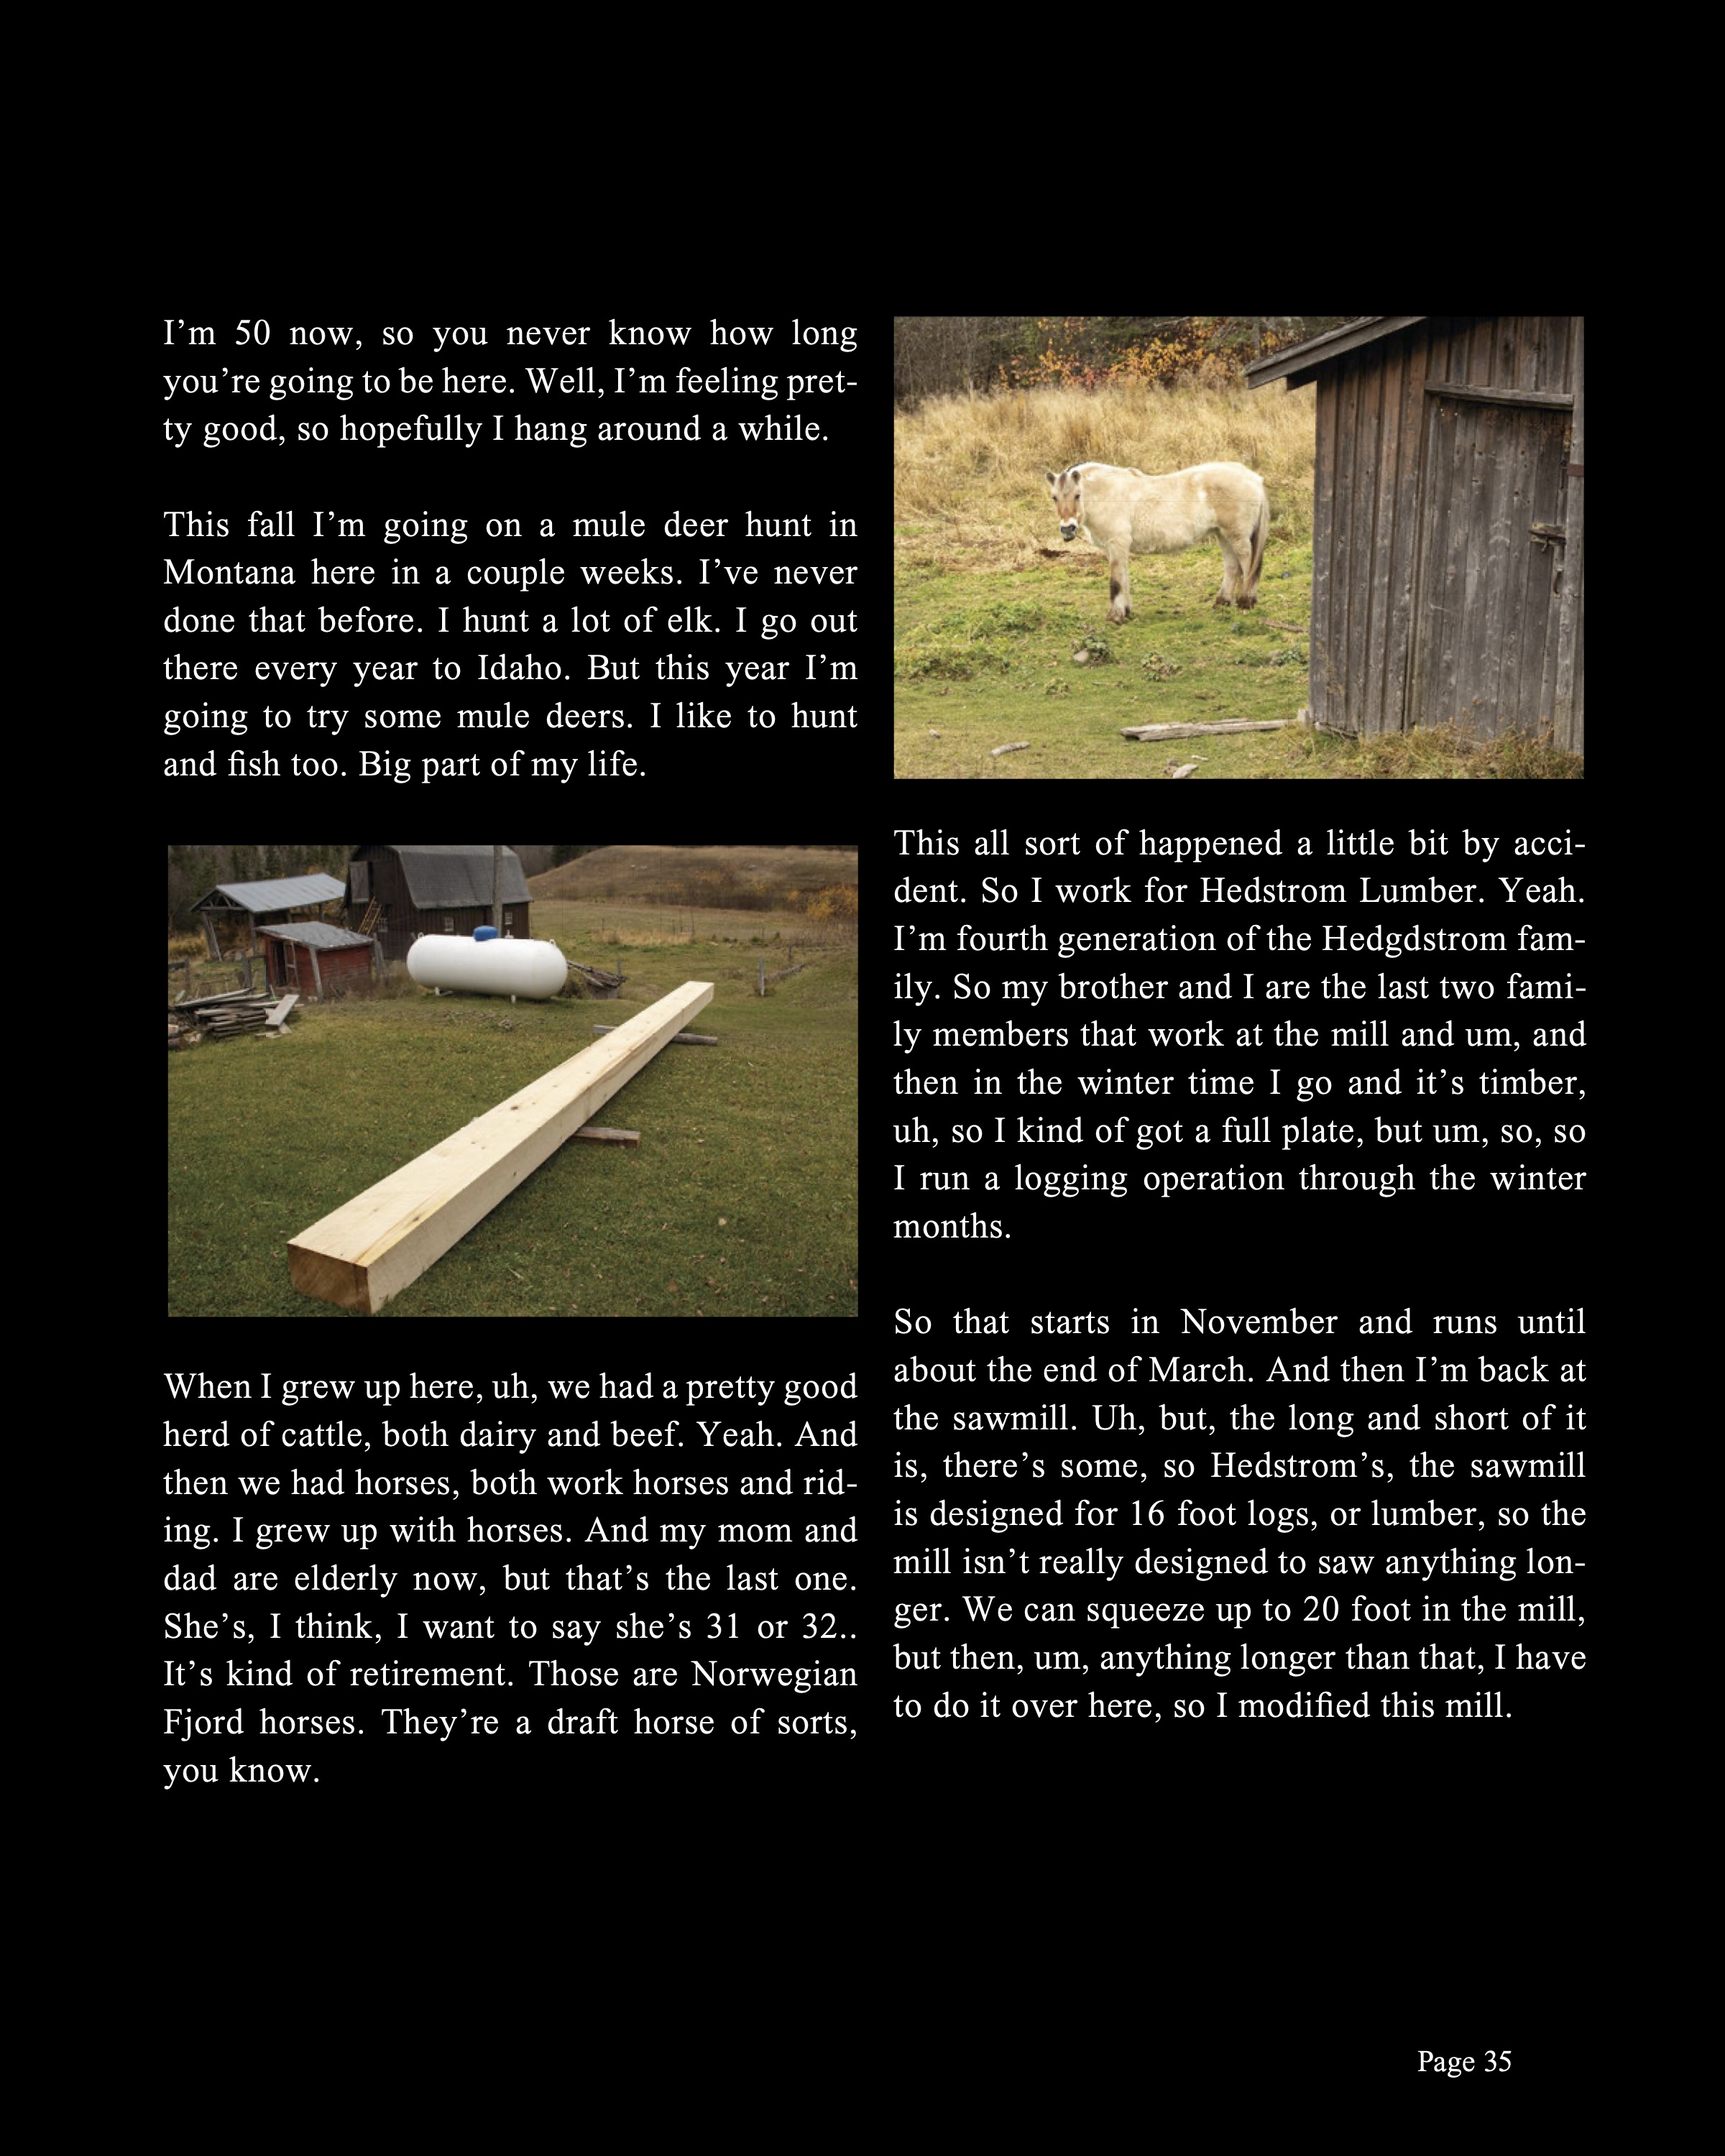 I'm 50 now, so you never know how long
you're going to be here. Well, I'm feeling pret-
ty good, so hopefully I hang around a while.
This fall I'm going on a mule deer hunt in
Montana here in a couple weeks. I've never
done that before. I hunt a lot of elk. I go out
there every year to Idaho. But this year I'm
going to try some mule deers. I like to hunt
and fish too. Big part of my life.
When I grew up here, uh, we had a pretty good
herd of cattle, both dairy and beef. Yeah. And
then we had horses, both work horses and rid-
ing. I grew up with horses. And my mom and
dad are elderly now, but that's the last one.
She's, I think, I want to say she's 31 or 32..
It's kind of retirement. Those are Norwegian
Fjord horses. They're a draft horse of sorts,
you know.
This all sort of happened a little bit by acci-
dent. So I work for Hedstrom Lumber. Yeah.
I'm fourth generation of the Hedgdstrom fam-
ily. So my brother and I are the last two fami-
ly members that work at the mill and um, and
then in the winter time I go and it's timber,
uh, so I kind of got a full plate, but um, so, so
I run a logging operation through the winter
months.
So that starts in November and runs until
about the end of March. And then I'm back at
the sawmill. Uh, but, the long and short of it
is, there's some, so Hedstrom's, the sawmill
is designed for 16 foot logs, or lumber, so the
mill isn't really designed to saw anything lon-
ger. We can squeeze up to 20 foot in the mill,
but then, um, anything longer than that, I have
to do it over here, so I modified this mill.
Page 35